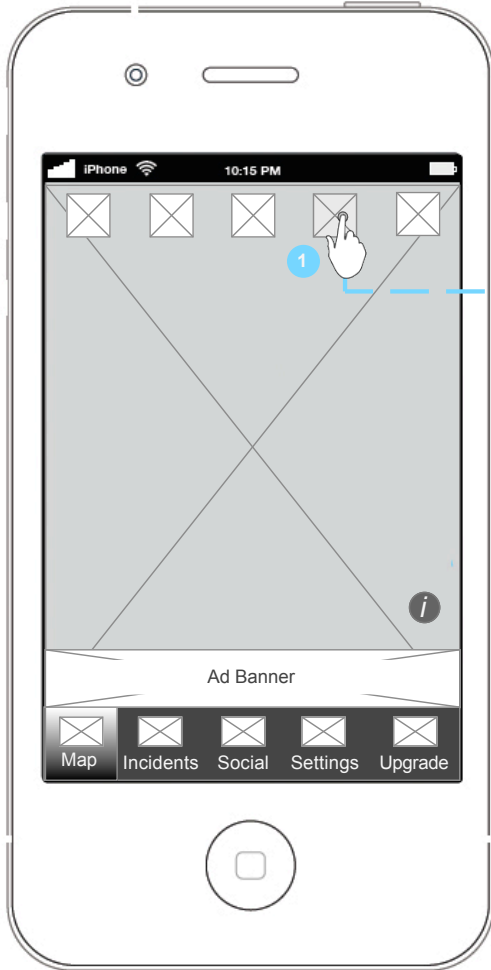 iPhone 10:15 PM
1
i
Ad Banner
Map Incidents Social Settings Upgrade